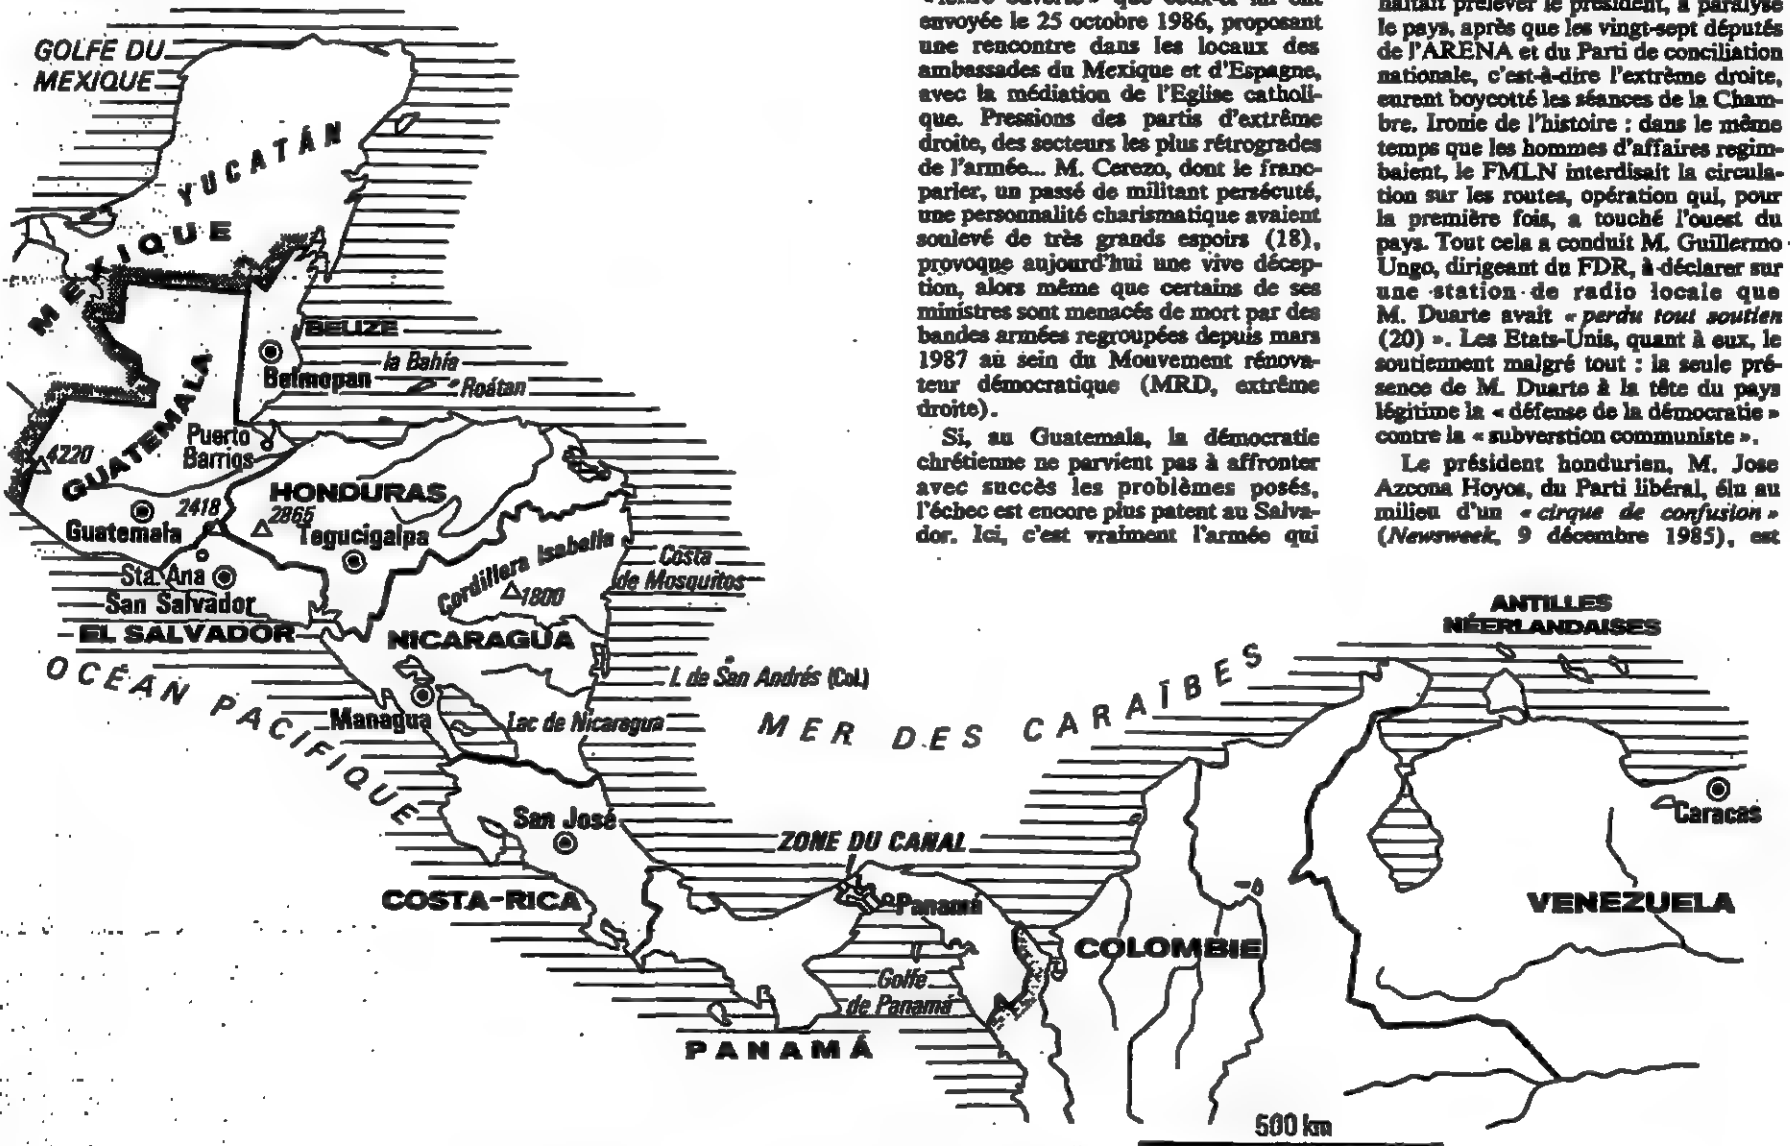 envoyée le 25 octobre 1986, proposant
une rencontre dans les locaux des
ambassades du Mexique et d'Espagne,
avec la médiation de l'Eglise catholi-
que. Pressions des partis d'extrême
droite, des secteurs les plus rétrogrades
de l'armée... M. Cerezo, dont le franc-
parler, un passé de militant persécuté,
une personnalité charismatique avaient
soulevé de très grands espoirs (18),
provoque aujourd'hui une vive décep-
tion, alors même que certains de ses
ministres sont menacés de mort par des
bandes armées regroupées depuis mars
1987 au sein du Mouvement rénova-
teur démocratique (MRD, extrême
droite).
Si, au Guatemala, la démocratie
chrétienne ne parvient pas à affronter
avec succès les problèmes posés,
l'échec est encore plus patent au Salva-
dor. Ici, c'est vraiment l'armée qui
haitait prélever le président, a paralysé
le pays, après que les vingt-sept députés
de l'ARENA et du Parti de conciliation
nationale, c'est-à-dire l'extrême droite,
eurent boycotté les séances de la Cham-
bre. Ironie de l'histoire : dans le même
temps que les hommes d'affaires regim-
baient, le FMLN interdisait la circula-
tion sur les routes, opération qui, pour
la première fois, a touché l'ouest du
pays. Tout cela a conduit M. Guillermo
Ungo, dirigeant du FDR, à déclarer sur
une station de radio locale que
M. Duarte avait « perdu tout soutien
(20) ». Les Etats-Unis, quant à eux, le
soutiennent malgré tout : la seule pré-
sence de M. Duarte à la tête du pays
légitime la « défense de la démocratie »
contre la « subverstion communiste ».
Le président hondurien, M. Jose
Azcona Hoyos, du Parti libéral, élu au
milieu d'un « cirque de confusion »
(Newsweek, 9 décembre 1985), est
GOLFE DU
MEXIQUE
YUCATÁN
MEXIQUE
BELIZE
Belmopan
la Bahía
Roátan
Puerto
Barrios
4220
GUATEMALA
HONDURAS
2418
2865
Guatemala
Tegucigalpa
Cordillera Isabella
1800
Costa
de Mosquitos
Sta. Ana
San Salvador
EL SALVADOR
NICARAGUA
OCÉAN PACIFIQUE
I. de San Andrés (Col.)
Managua
Lac de Nicaragua
MER DES CARAÏBES
ANTILLES
NÉERLANDAISES
San José
ZONE DU CANAL
Caracas
COSTA-RICA
Panamá
VENEZUELA
COLOMBIE
Golfe
de Panamá
PANAMÁ
500 km